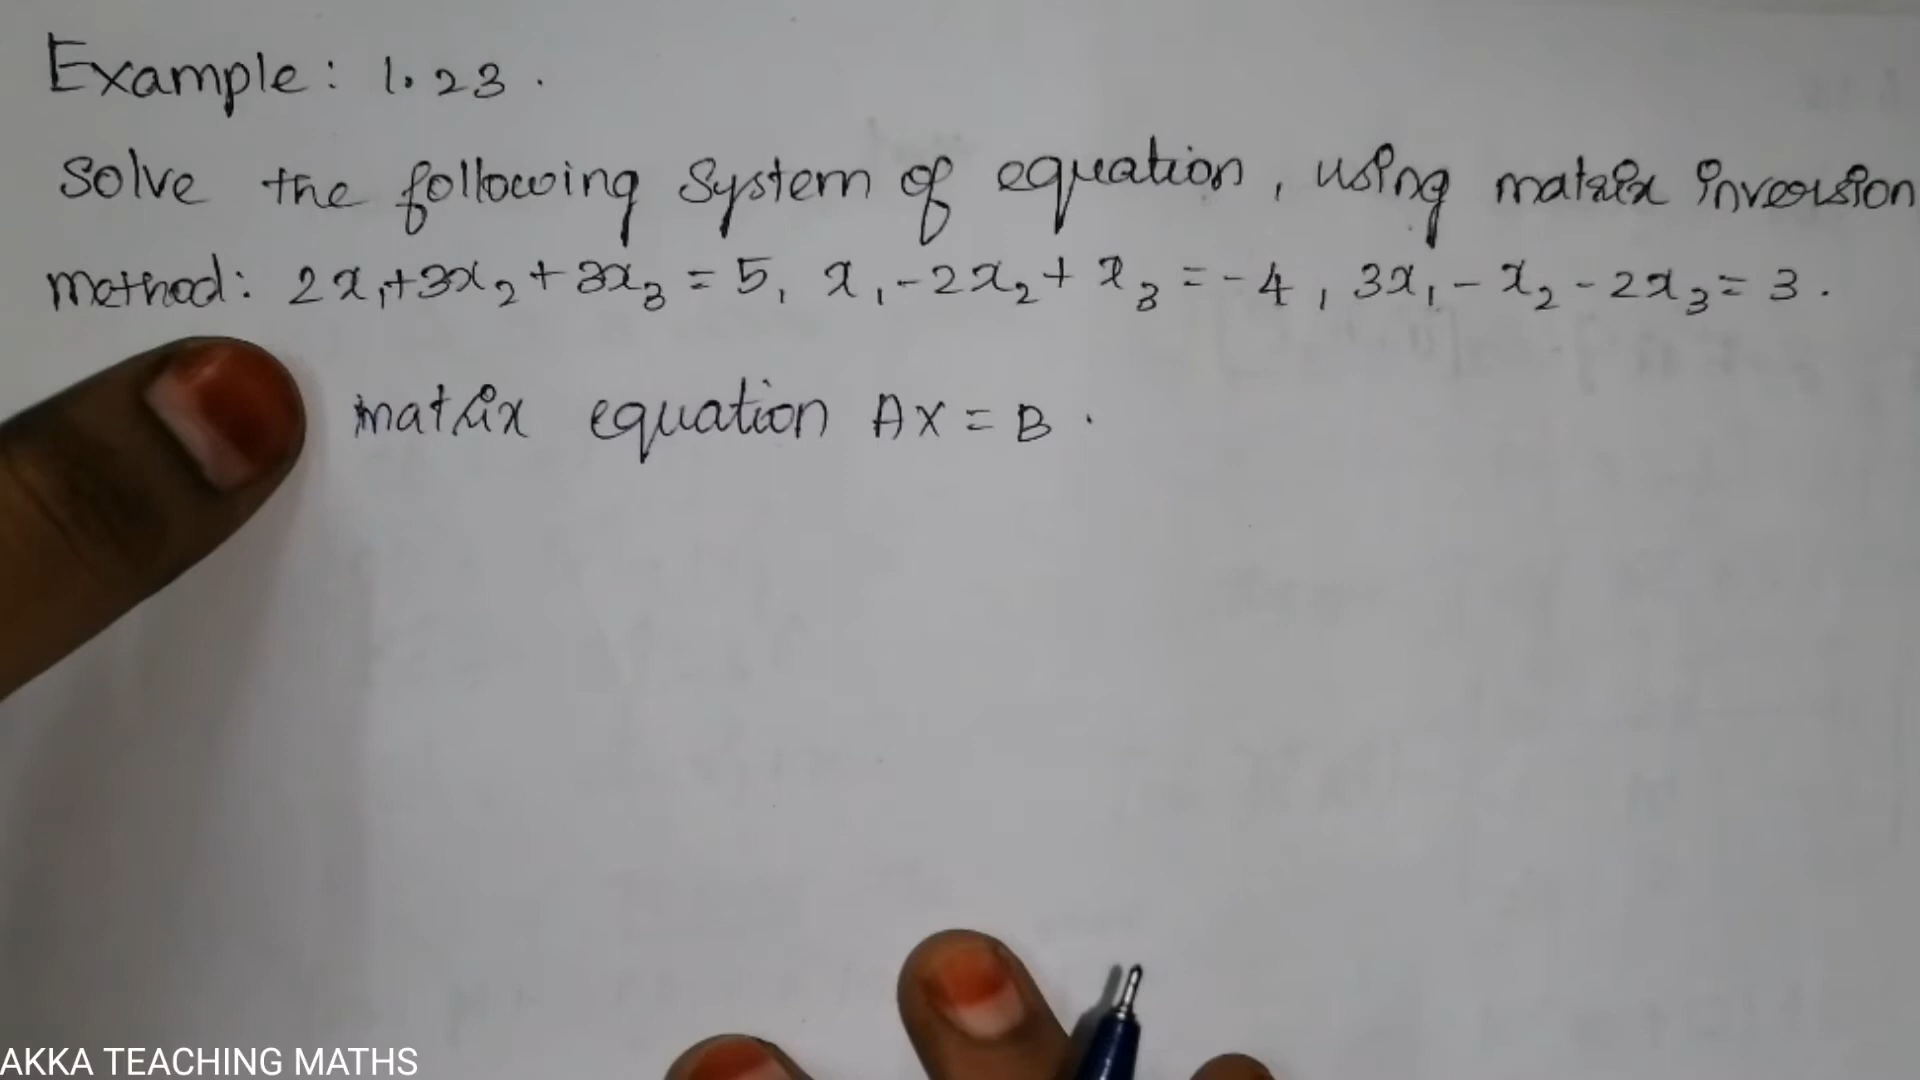 Example: 1.23.
Solve the following System of equation, using matrix inversion
method: 2x₁+3x₂+3x₃=5, x₁-2x₂+x₃=-4, 3x₁-x₂-2x₃=3.
matrix equation AX=B.
AKKA TEACHING MATHS